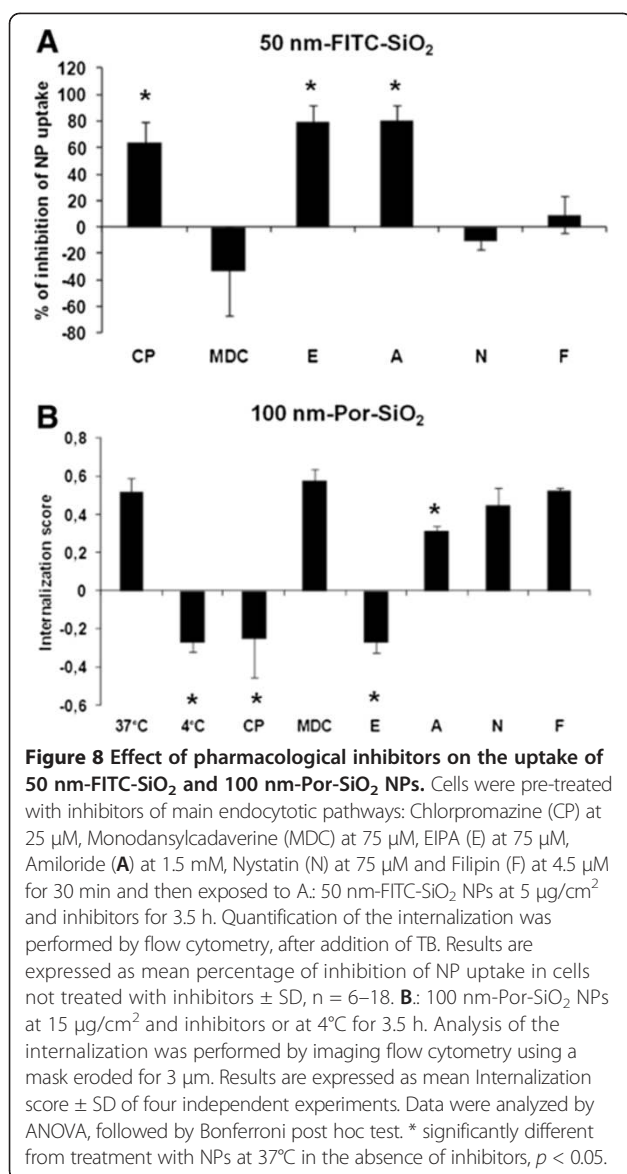 A
50 nm-FITC-SiO₂
% of inhibition of NP uptake
120
100
80
60
40
20
0
-20
-40
-60
-80
* * *
CP MDC E A N F
B
100 nm-Por-SiO₂
Internalization score
0,8
0,6
0,4
0,2
0
-0,2
-0,4
-0,6
*
* * *
37°C 4°C CP MDC E A N F
Figure 8 Effect of pharmacological inhibitors on the uptake of
50 nm-FITC-SiO₂ and 100 nm-Por-SiO₂ NPs. Cells were pre-treated
with inhibitors of main endocytotic pathways: Chlorpromazine (CP) at
25 μM, Monodansylcadaverine (MDC) at 75 μM, EIPA (E) at 75 μM,
Amiloride (A) at 1.5 mM, Nystatin (N) at 75 μM and Filipin (F) at 4.5 μM
for 30 min and then exposed to A.: 50 nm-FITC-SiO₂ NPs at 5 μg/cm²
and inhibitors for 3.5 h. Quantification of the internalization was
performed by flow cytometry, after addition of TB. Results are
expressed as mean percentage of inhibition of NP uptake in cells
not treated with inhibitors ± SD, n = 6–18. B.: 100 nm-Por-SiO₂ NPs
at 15 μg/cm² and inhibitors or at 4°C for 3.5 h. Analysis of the
internalization was performed by imaging flow cytometry using a
mask eroded for 3 μm. Results are expressed as mean Internalization
score ± SD of four independent experiments. Data were analyzed by
ANOVA, followed by Bonferroni post hoc test. * significantly different
from treatment with NPs at 37°C in the absence of inhibitors, p < 0.05.